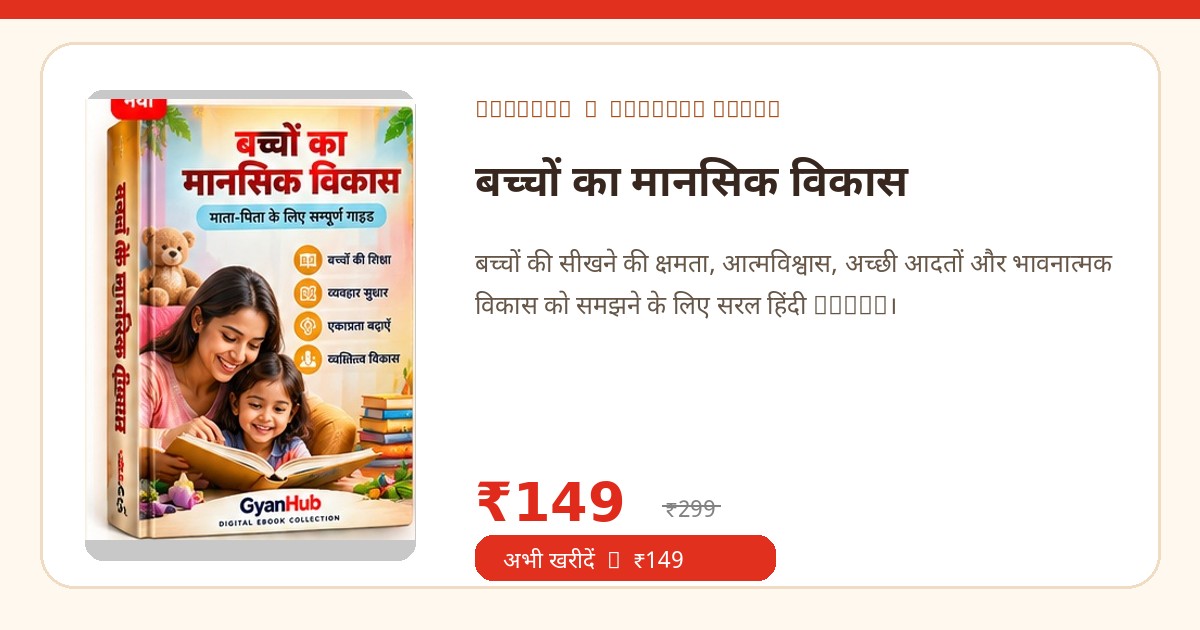 नया
बच्चों का
मानसिक विकास
माता-पिता के लिए सम्पूर्ण गाइड
बच्चों की शिक्षा
व्यवहार सुधार
एकाग्रता बढ़ाएँ
विकास
GyanHub
DIGITAL EBOOK COLLECTION
बच्चों का मानसिक विकास
बच्चों की सीखने की क्षमता, आत्मविश्वास, अच्छी आदतों और भावनात्मक
विकास को समझने के लिए सरल हिंदी
₹149 ₹299
अभी खरीदें ₹149